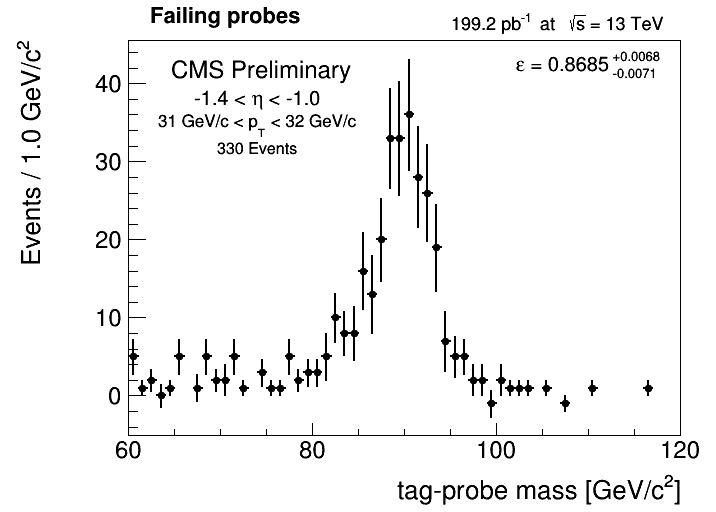 Failing probes
199.2 pb⁻¹ at √s = 13 TeV
CMS Preliminary
-1.4 < η < -1.0
31 GeV/c < p_T < 32 GeV/c
330 Events
ε = 0.8685 +0.0068 -0.0071
Events / 1.0 GeV/c²
40
30
20
10
0
60 80 100 120
tag-probe mass [GeV/c²]